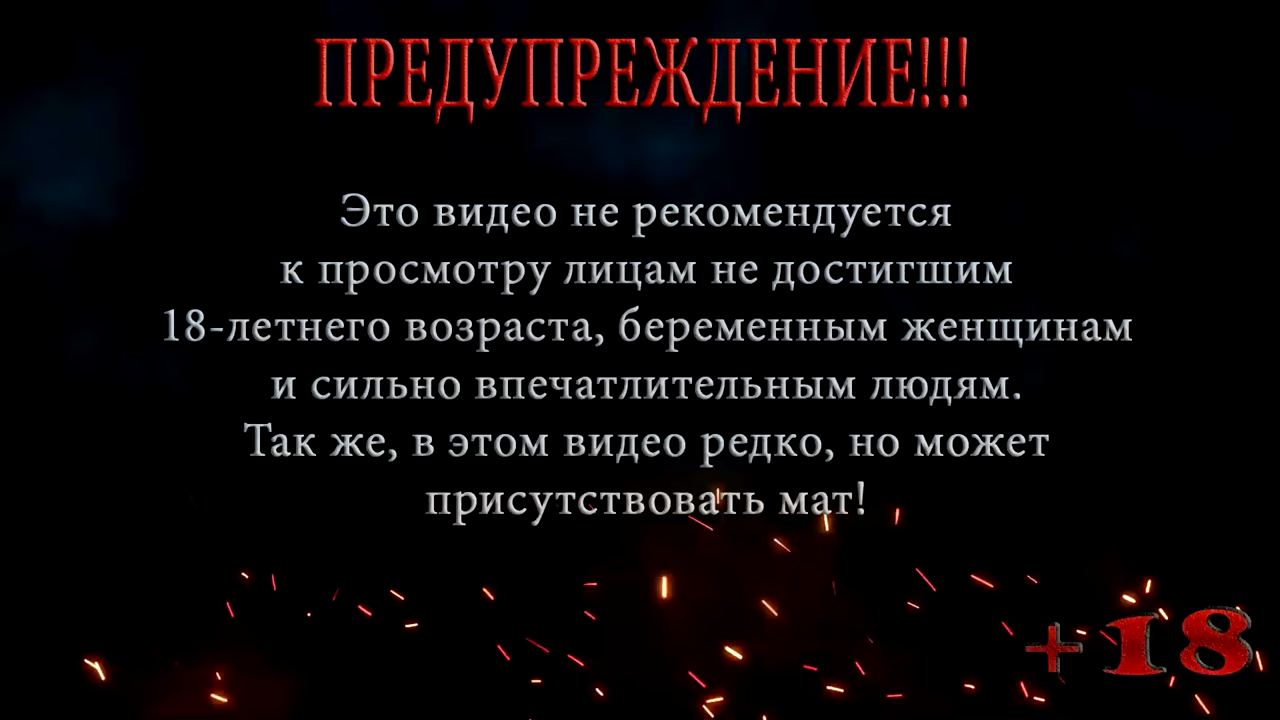 ПРЕДУПРЕЖДЕНИЕ!!!
Это видео не рекомендуется
к просмотру лицам не достигшим
18-летнего возраста, беременным женщинам
и сильно впечатлительным людям.
Так же, в этом видео редко, но может
присутствовать мат!
+18